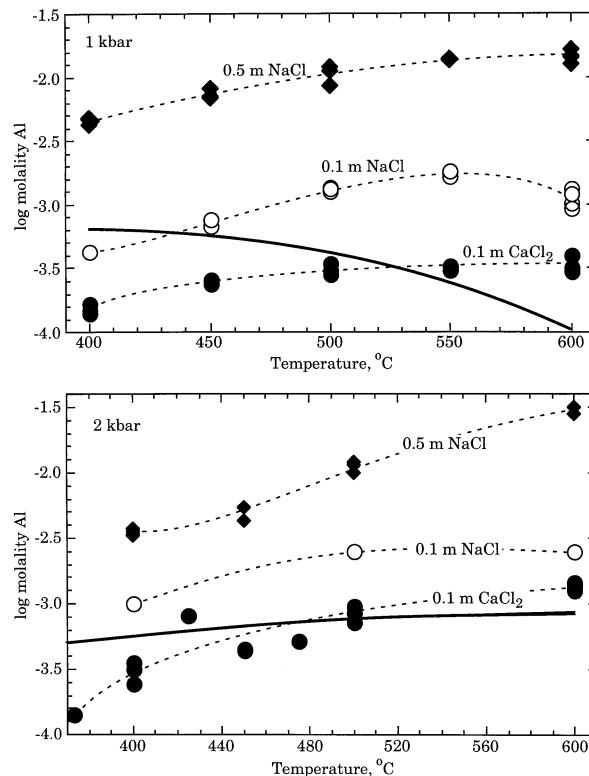 1 kbar
-1.5
-2.0
-2.5
-3.0
-3.5
-4.0
log molality Al
0.5 m NaCl
0.1 m NaCl
0.1 m CaCl2
400 450 500 550 600
Temperature, °C
2 kbar
-1.5
-2.0
-2.5
-3.0
-3.5
-4.0
log molality Al
0.5 m NaCl
0.1 m NaCl
0.1 m CaCl2
400 440 480 520 560 600
Temperature, °C